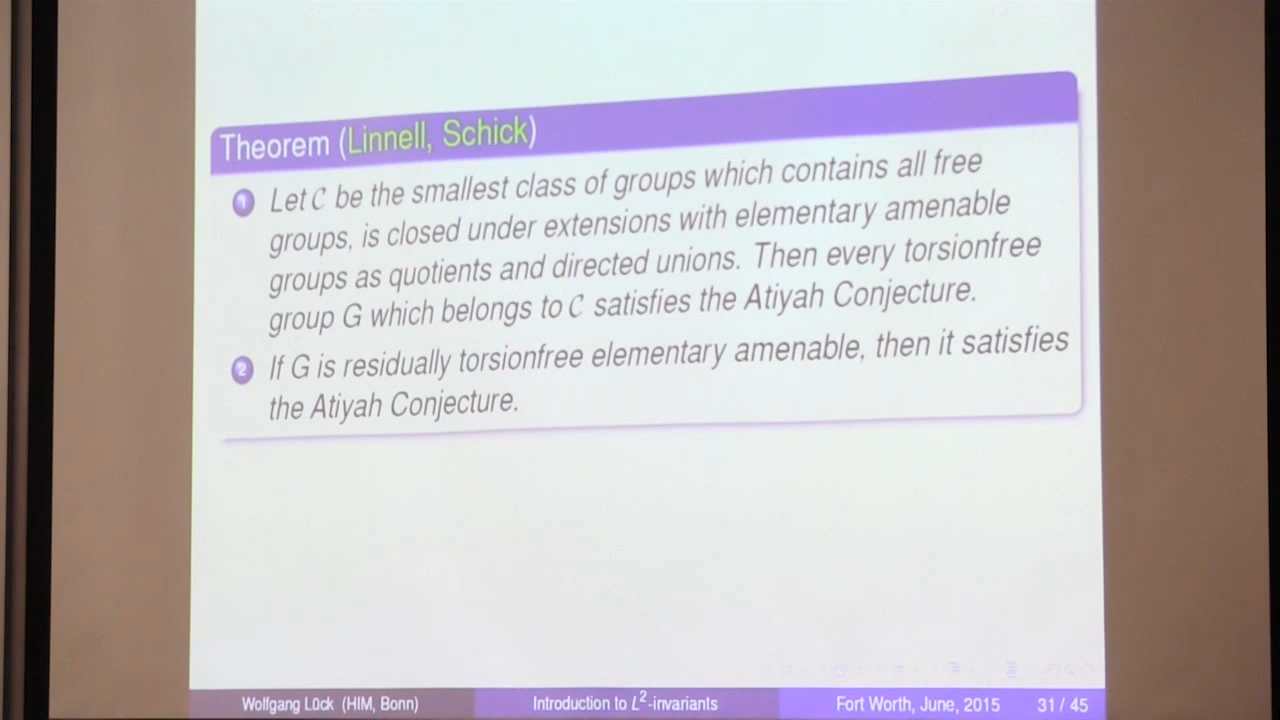 Theorem (Linnell, Schick)
1 Let C be the smallest class of groups which contains all free
groups, is closed under extensions with elementary amenable
groups as quotients and directed unions. Then every torsionfree
group G which belongs to C satisfies the Atiyah Conjecture.
2 If G is residually torsionfree elementary amenable, then it satisfies
the Atiyah Conjecture.
Wolfgang Lück (HIM, Bonn) Introduction to L²-invariants Fort Worth, June, 2015 31 / 45